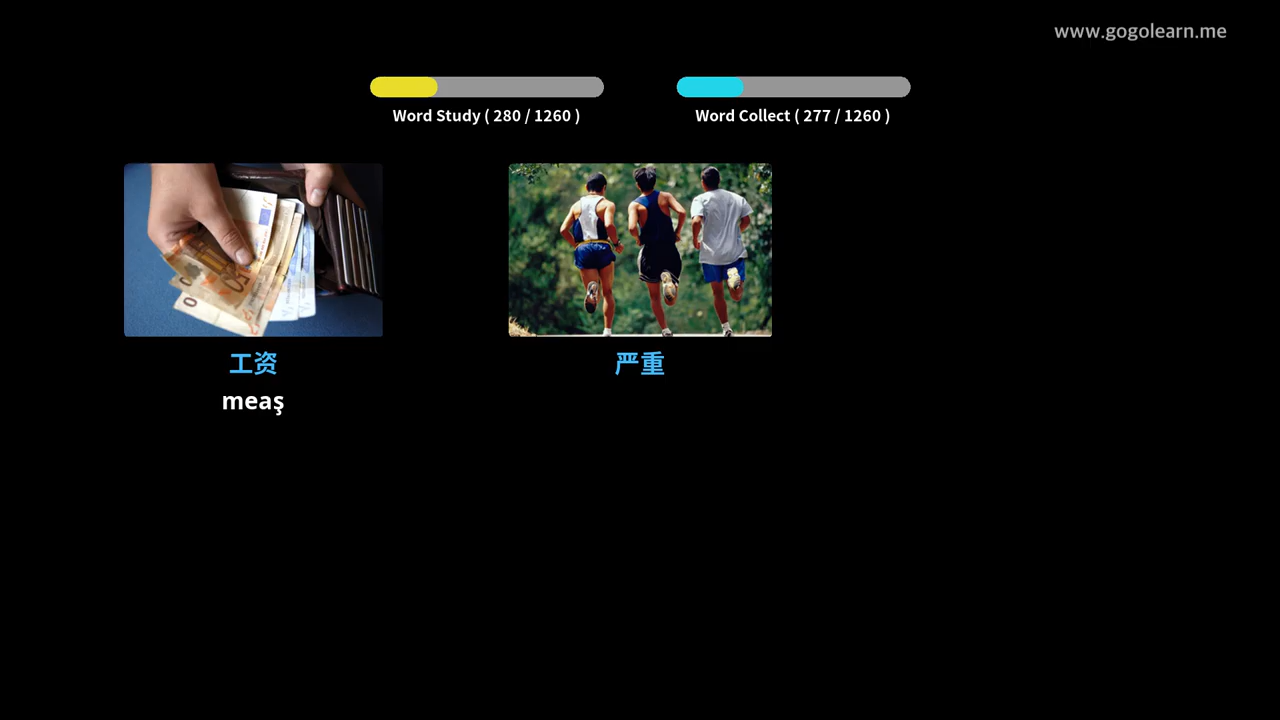 www.gogolearn.me
Word Study ( 280 / 1260 )
Word Collect ( 277 / 1260 )
工资
meaş
严重